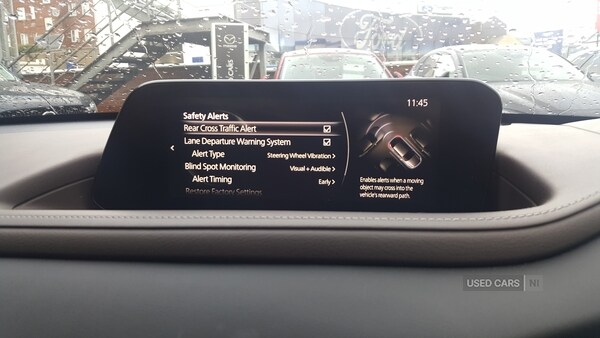 CARS
11:45
Safety Alerts
Rear Cross Traffic Alert
Lane Departure Warning System
Alert Type Steering Wheel Vibration >
Blind Spot Monitoring Visual + Audible >
Alert Timing Early >
Restore Factory Settings
Enables alerts when a moving
object may cross into the
vehicle's rearward path.
USED CARS NI